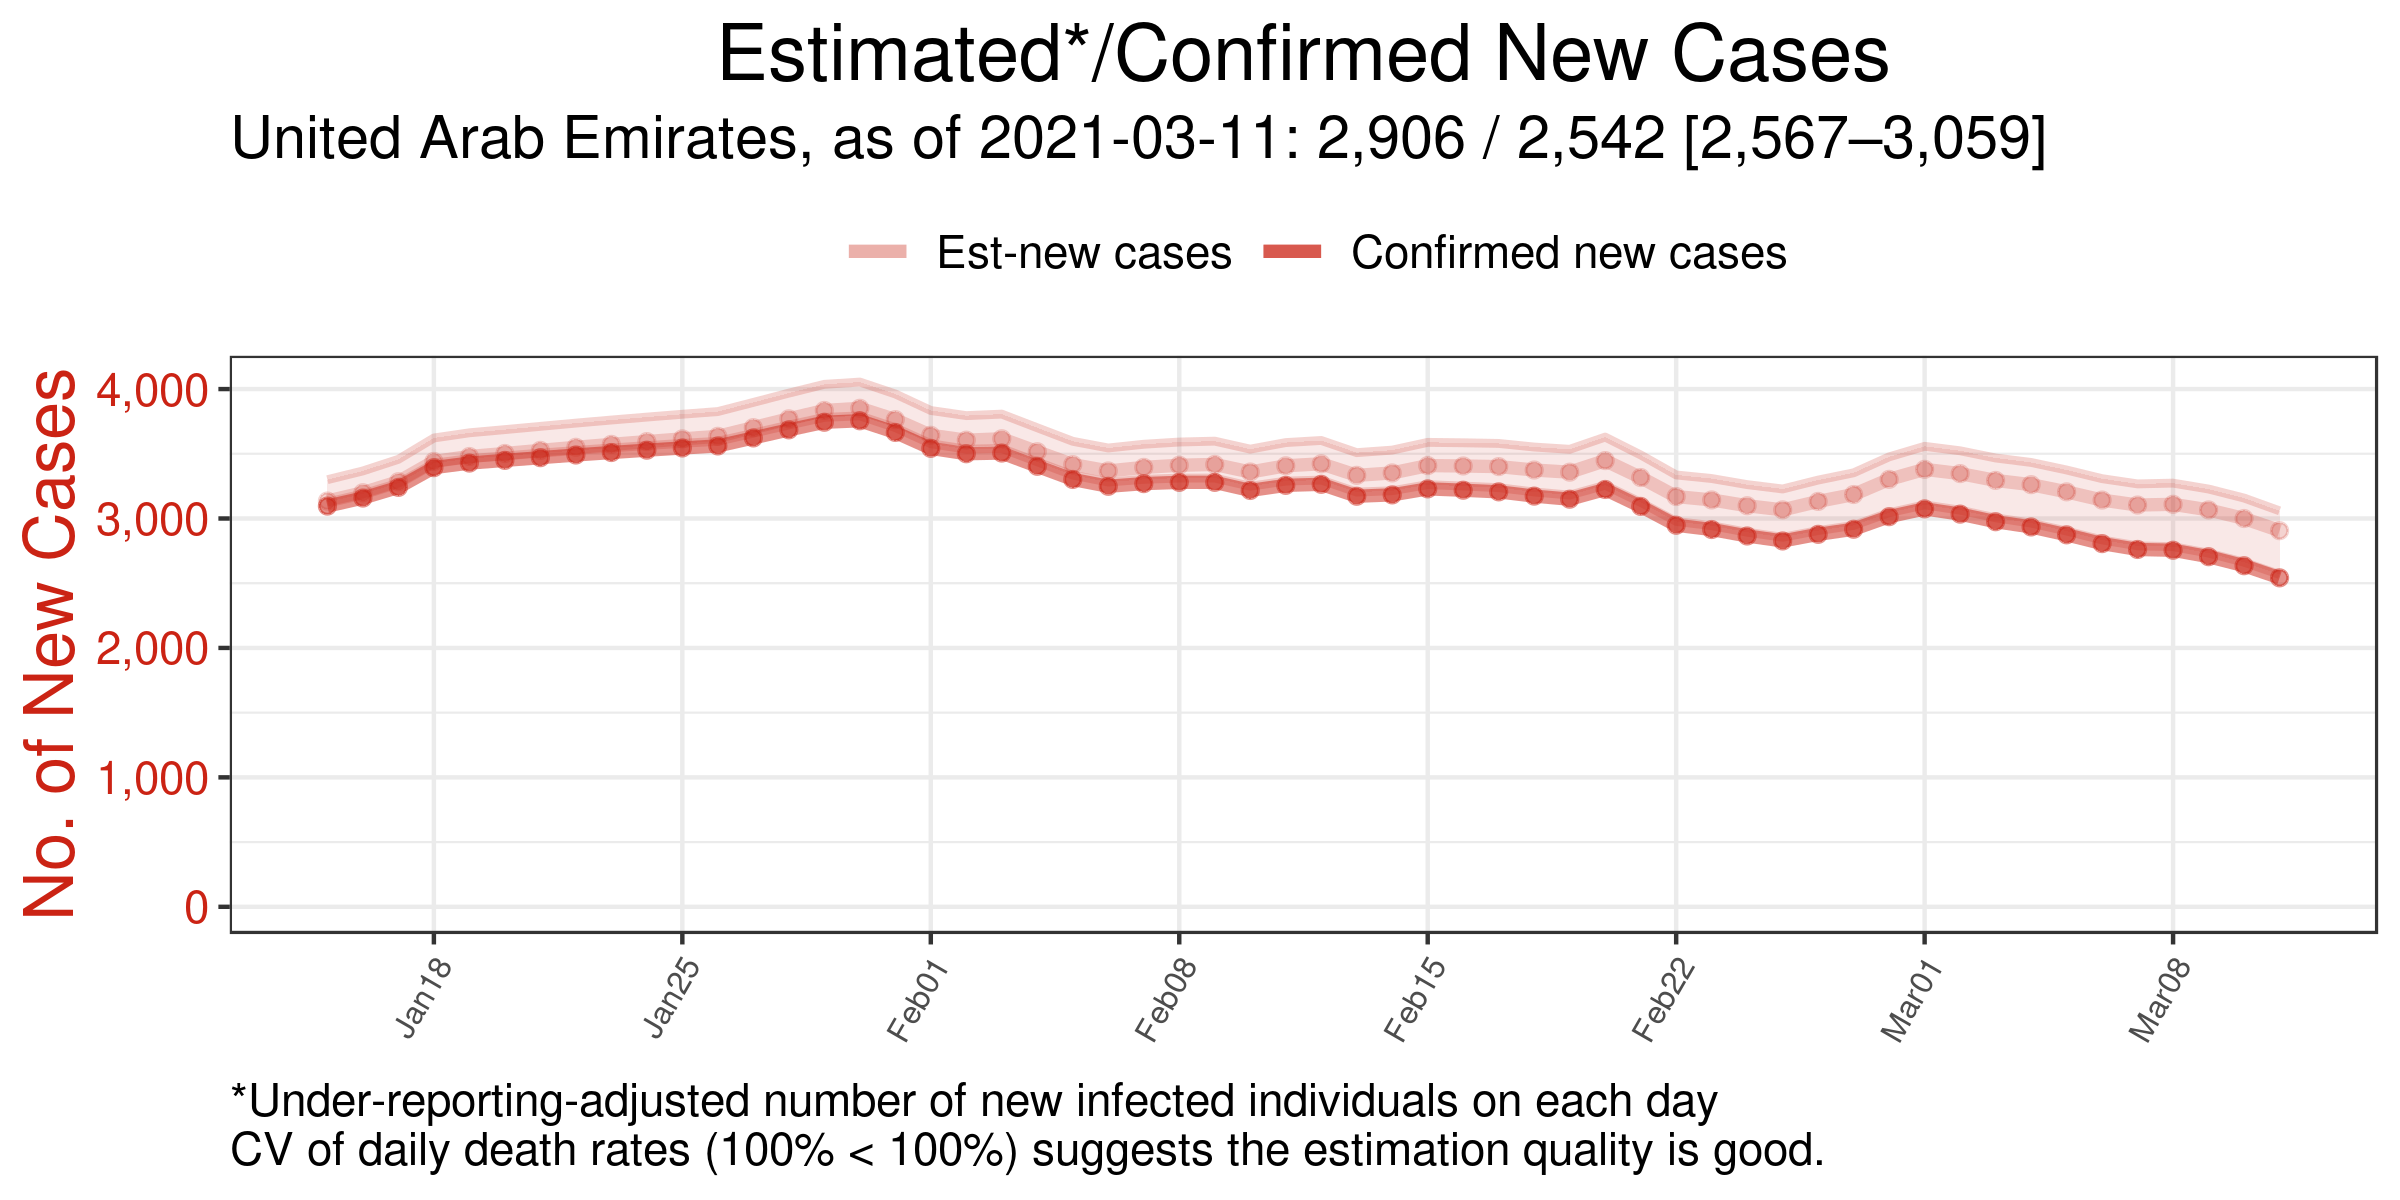 Estimated*/Confirmed New Cases
United Arab Emirates, as of 2021-03-11: 2,906 / 2,542 [2,567–3,059]
Est-new cases
Confirmed new cases
No. of New Cases
4,000
3,000
2,000
1,000
0
Jan18
Jan25
Feb01
Feb08
Feb15
Feb22
Mar01
Mar08
*Under-reporting-adjusted number of new infected individuals on each day
CV of daily death rates (100% < 100%) suggests the estimation quality is good.